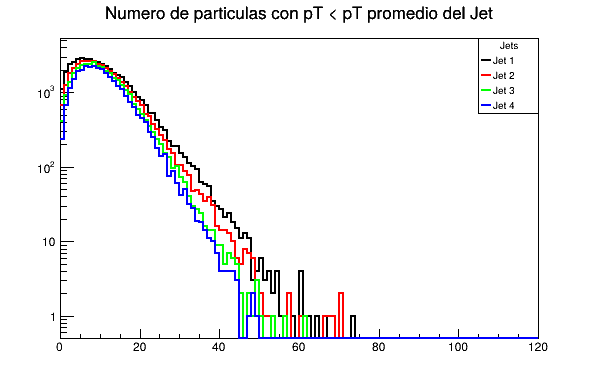 Numero de particulas con pT < pT promedio del Jet
Jets
Jet 1
Jet 2
Jet 3
Jet 4
10³
10²
10
1
0 20 40 60 80 100 120